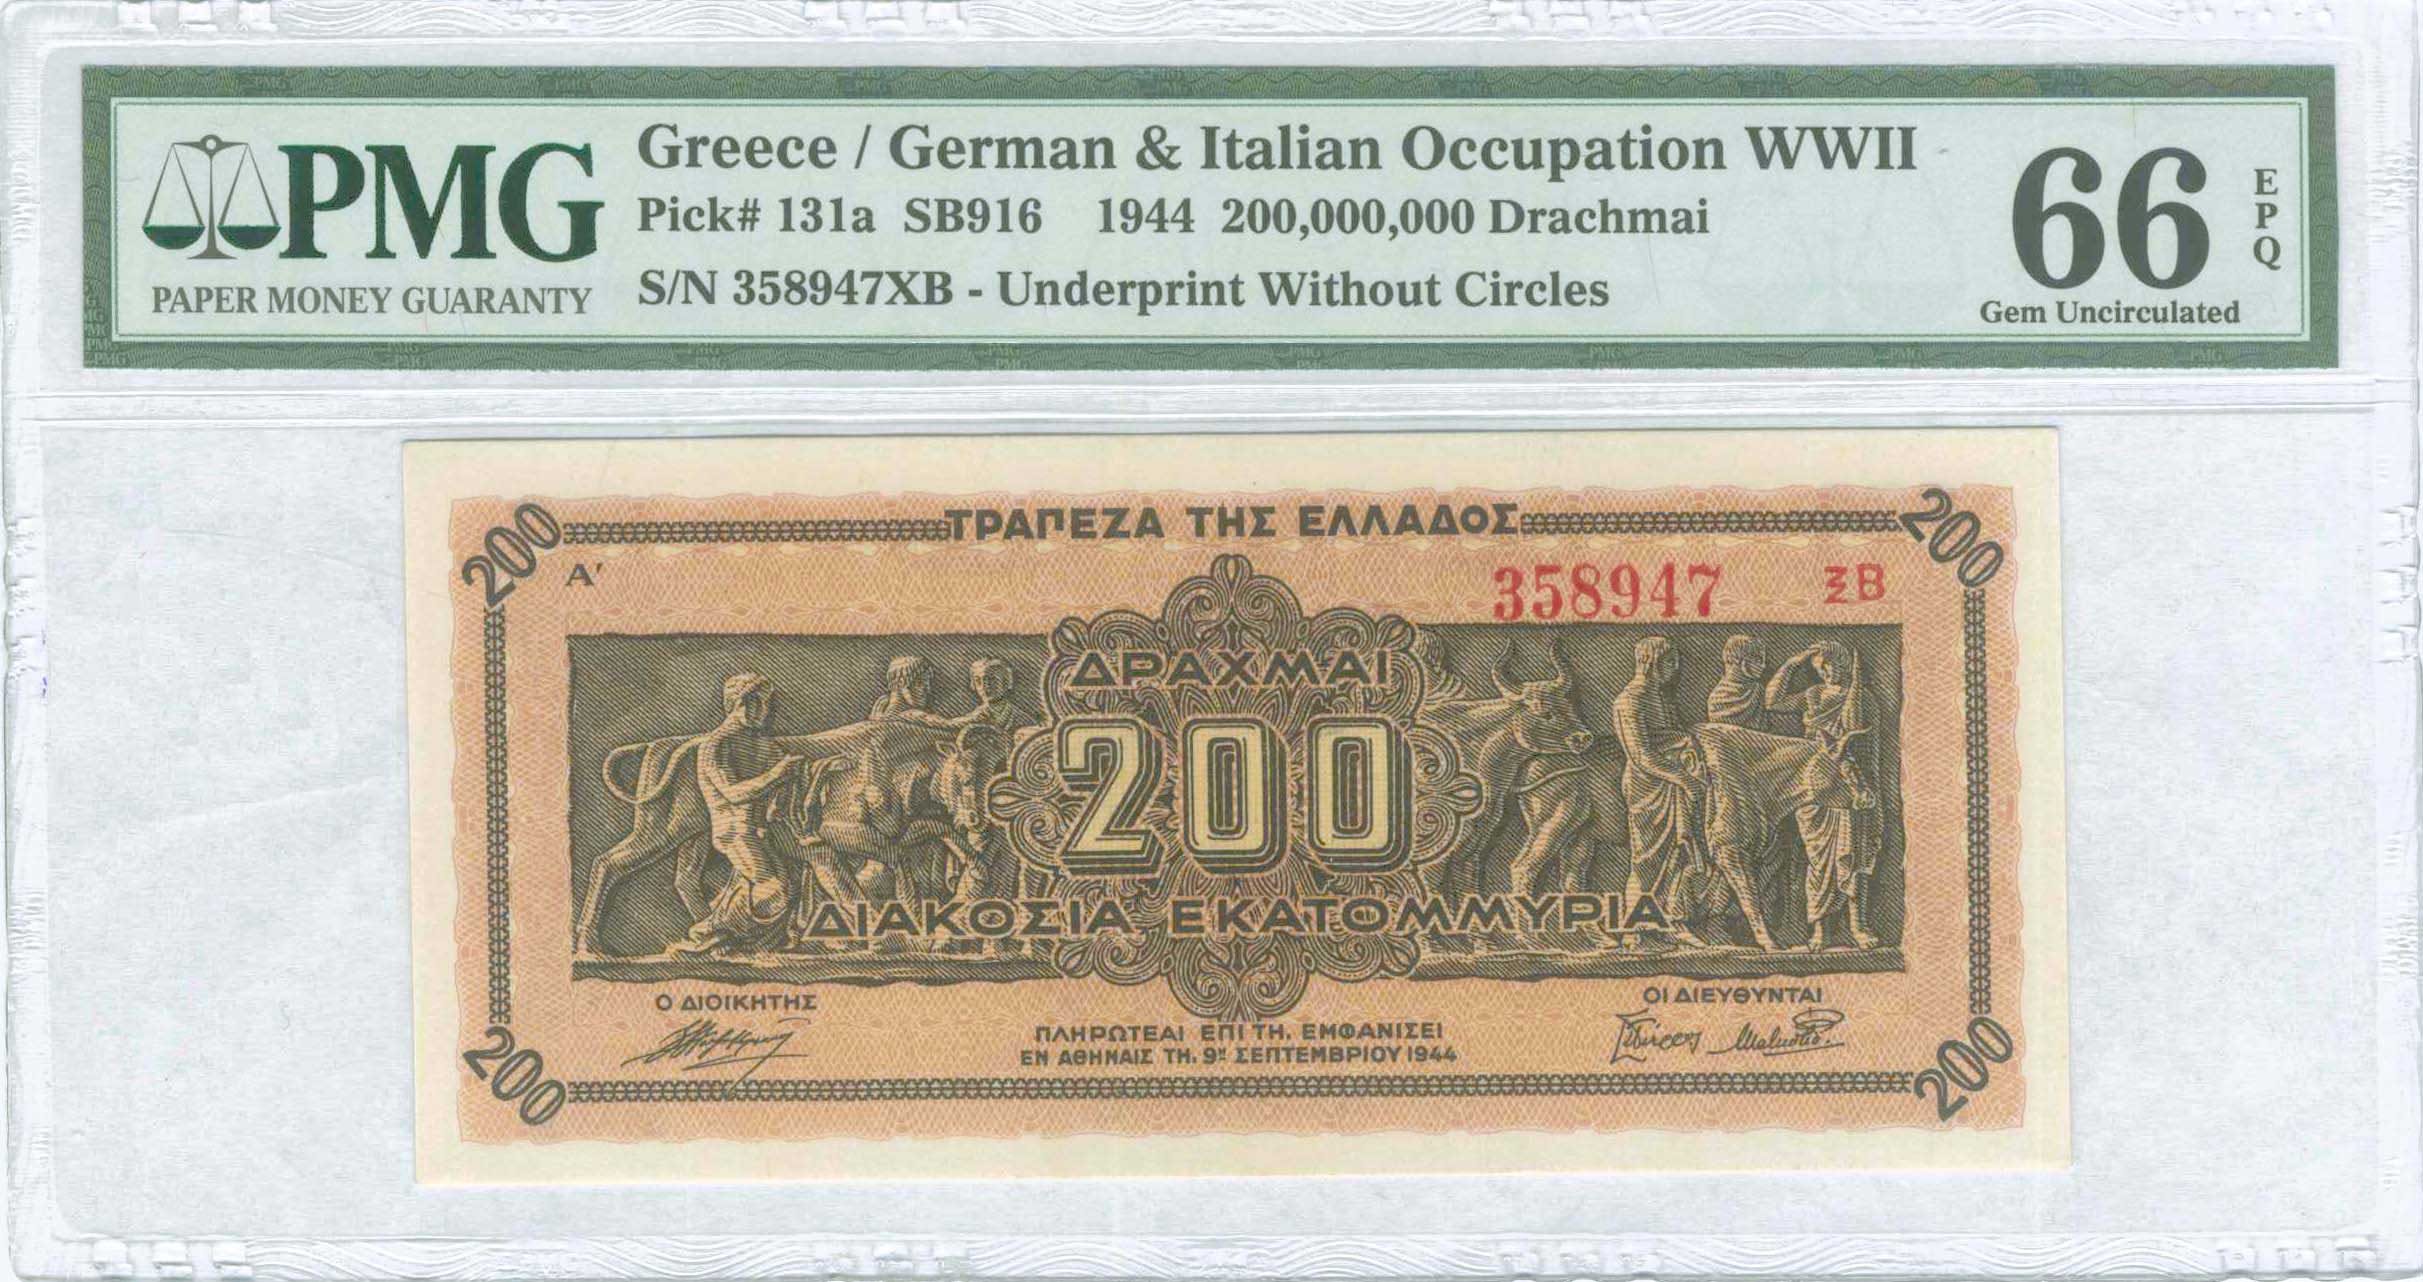 PMG
PAPER MONEY GUARANTY
Greece / German & Italian Occupation WWII
Pick# 131a SB916 1944 200,000,000 Drachmai
S/N 358947XB - Underprint Without Circles
66
EPQ
Gem Uncirculated
200 ΤΡΑΠΕΖΑ ΤΗΣ ΕΛΛΑΔΟΣ 200
Α′ 358947 ΞΒ
ΔΡΑΧΜΑΙ
200
ΔΙΑΚΟΣΙΑ ΕΚΑΤΟΜΜΥΡΙΑ
Ο ΔΙΟΙΚΗΤΗΣ ΟΙ ΔΙΕΥΘΥΝΤΑΙ
ΠΛΗΡΩΤΕΑΙ ΕΠΙ ΤΗ. ΕΜΦΑΝΙΣΕΙ
ΕΝ ΑΘΗΝΑΙΣ ΤΗ. 9Η ΣΕΠΤΕΜΒΡΙΟΥ 1944
200 200